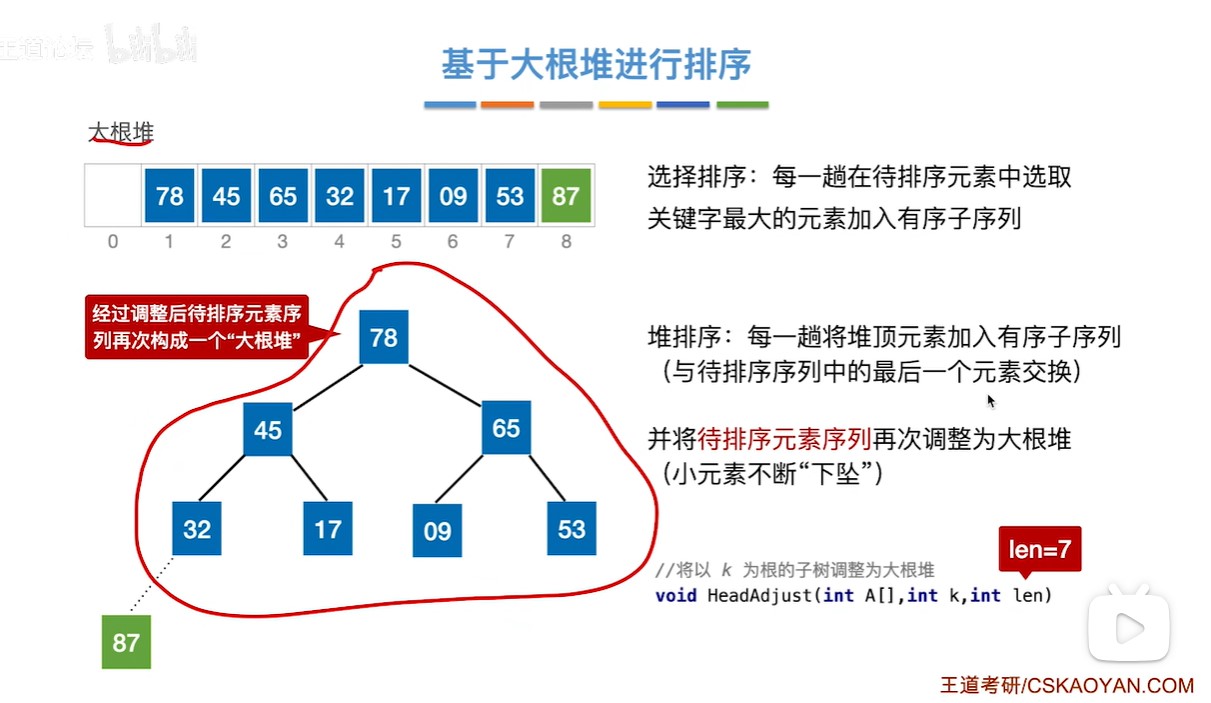 王道论坛 bilibili
基于大根堆进行排序
大根堆
78 45 65 32 17 09 53 87
0 1 2 3 4 5 6 7 8
选择排序：每一趟在待排序元素中选取
关键字最大的元素加入有序子序列
经过调整后待排序元素序
列再次构成一个“大根堆”
78
45 65
32 17 09 53
87
堆排序：每一趟将堆顶元素加入有序子序列
（与待排序序列中的最后一个元素交换）
并将待排序元素序列再次调整为大根堆
（小元素不断“下坠”）
len=7
//将以 k 为根的子树调整为大根堆
void HeadAdjust(int A[],int k,int len)
王道考研/CSKAOYAN.COM